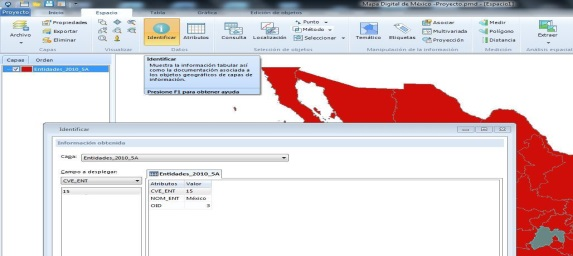 Mapa Digital de México -Proyecto.pmdx-[Espacio1]
Proyecto Inicio Espacio Tabla Gráfica Edición de objetos
Archivo
Propiedades
Exportar
Eliminar
Identificar
Atributos
Consulta
Localización
Punto
Método
Seleccionar
Temático
Etiquetas
Asociar
Multivariada
Proyección
Medir
Polígono
Distancia
Extraer
Capas Visualizar Datos Selección de objetos Manipulación de la información Medición Análisis espacial
Capas Orden
Entidades_2010_5A
Identificar
Muestra la información tabular así
como la documentación asociada a
los objetos geográficos de capas de
información.
Presione F1 para obtener ayuda
Identificar
Información obtenida
Capa: Entidades_2010_5A
Campo a desplegar:
CVE_ENT
15
Entidades_2010_5A
Atributos Valor
CVE_ENT 15
NOM_ENT México
OID